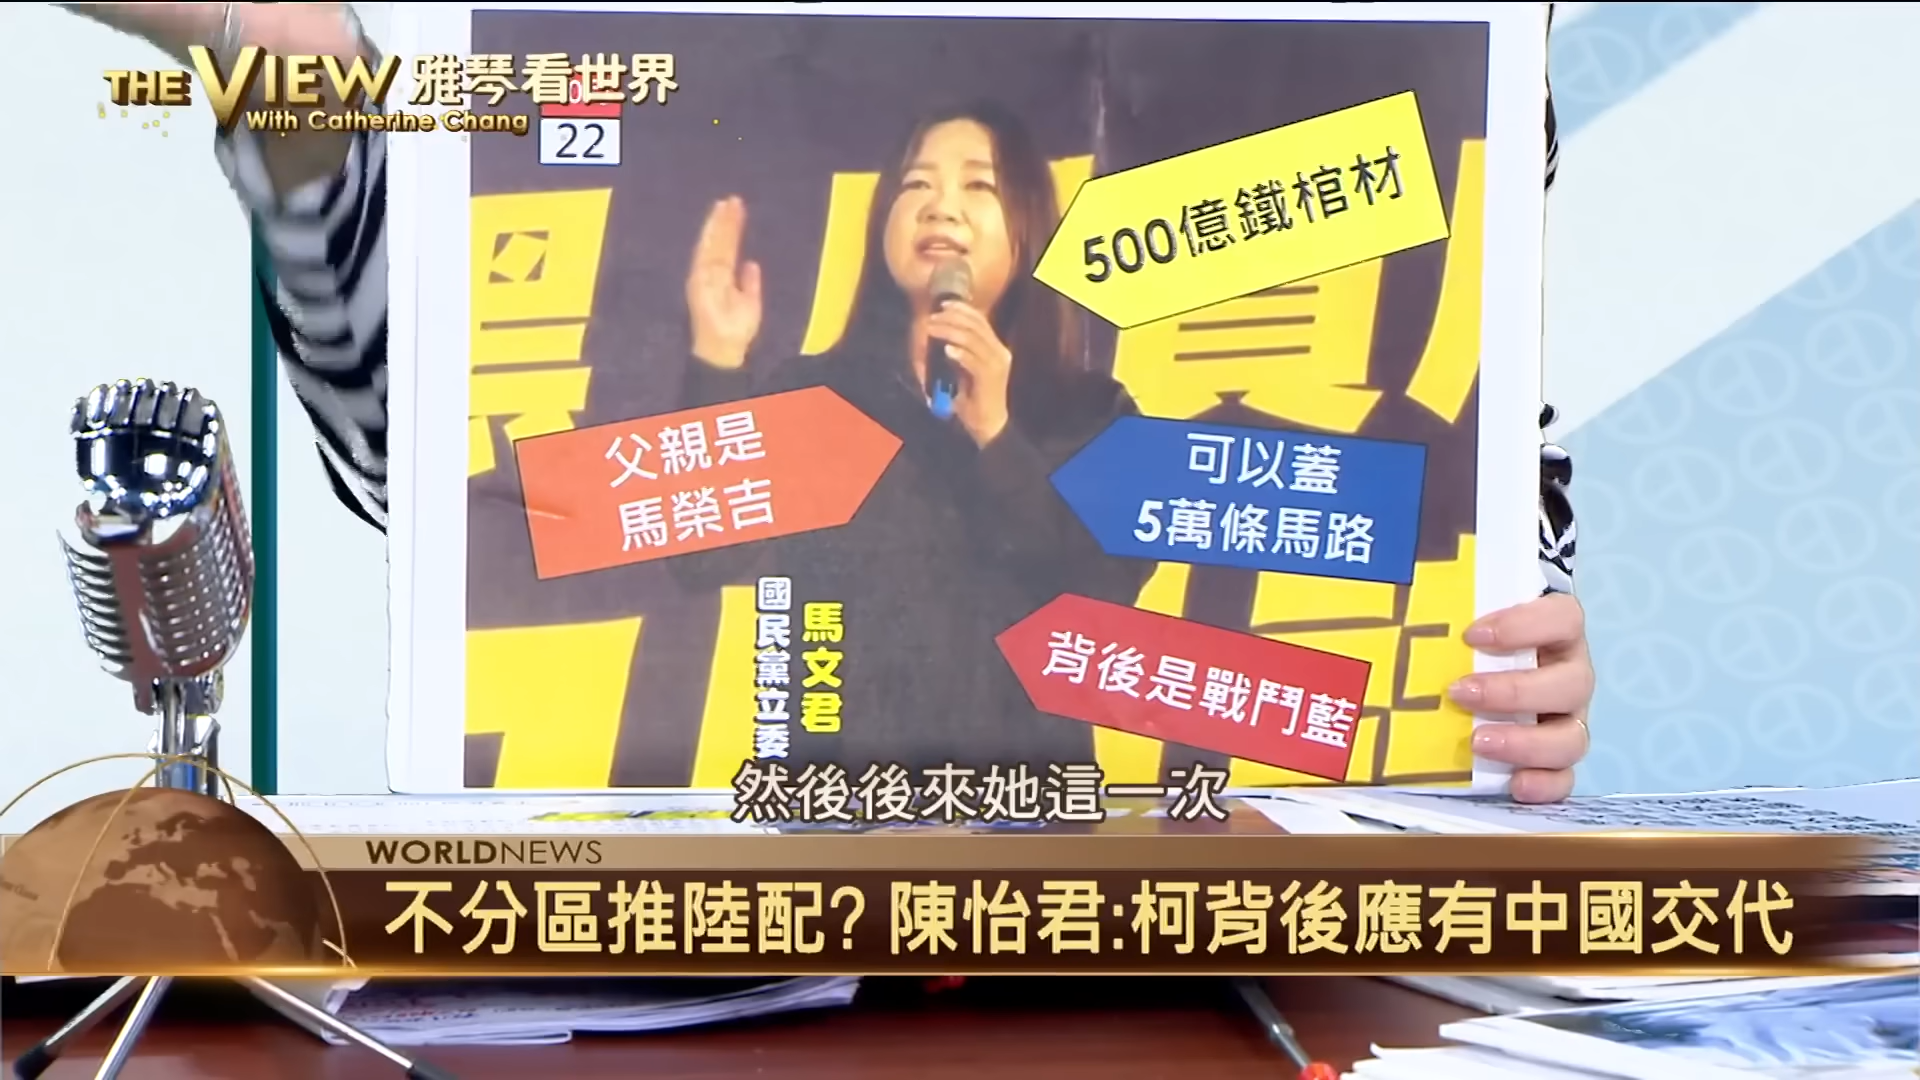 THE VIEW 雅琴看世界
With Catherine Chang
22
500億鐵棺材
父親是
馬榮吉
可以蓋
5萬條馬路
背後是戰鬥藍
國民黨立委
馬文君
然後後來她這一次
WORLDNEWS
不分區推陸配? 陳怡君:柯背後應有中國交代